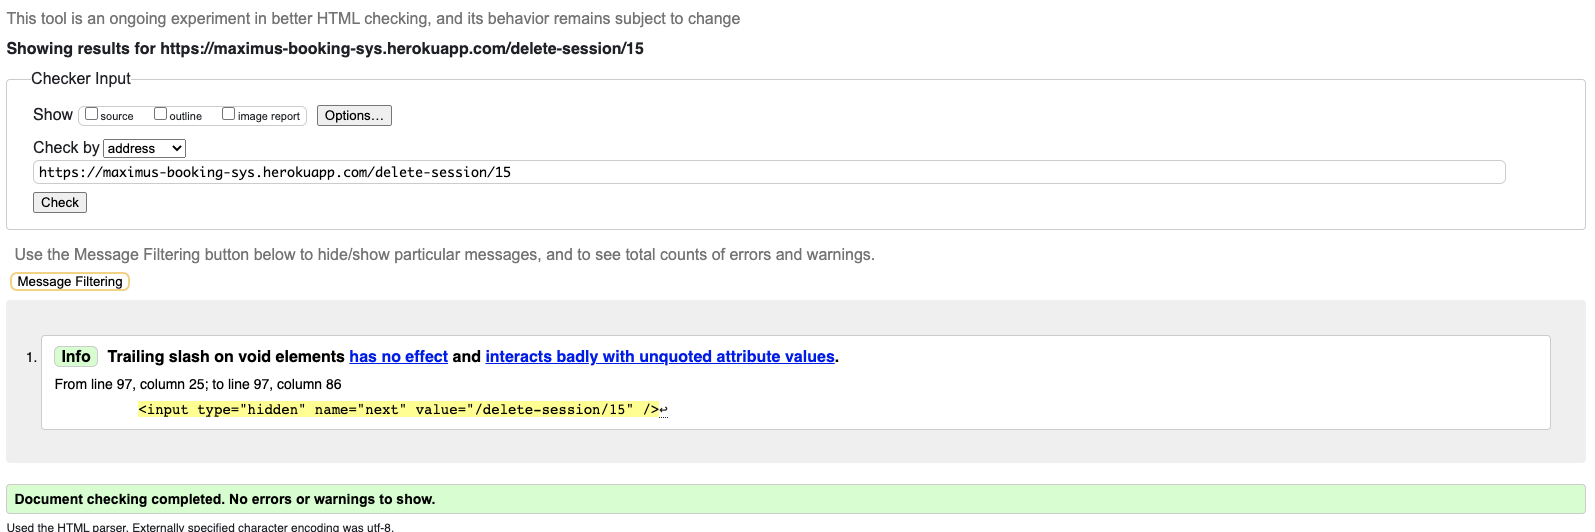 This tool is an ongoing experiment in better HTML checking, and its behavior remains subject to change
Showing results for https://maximus-booking-sys.herokuapp.com/delete-session/15
Checker Input
Show source outline image report Options...
Check by address
https://maximus-booking-sys.herokuapp.com/delete-session/15
Check
Use the Message Filtering button below to hide/show particular messages, and to see total counts of errors and warnings.
Message Filtering
1. Info Trailing slash on void elements has no effect and interacts badly with unquoted attribute values.
From line 97, column 25; to line 97, column 86
<input type="hidden" name="next" value="/delete-session/15" />↩
Document checking completed. No errors or warnings to show.
Used the HTML parser. Externally specified character encoding was utf-8.